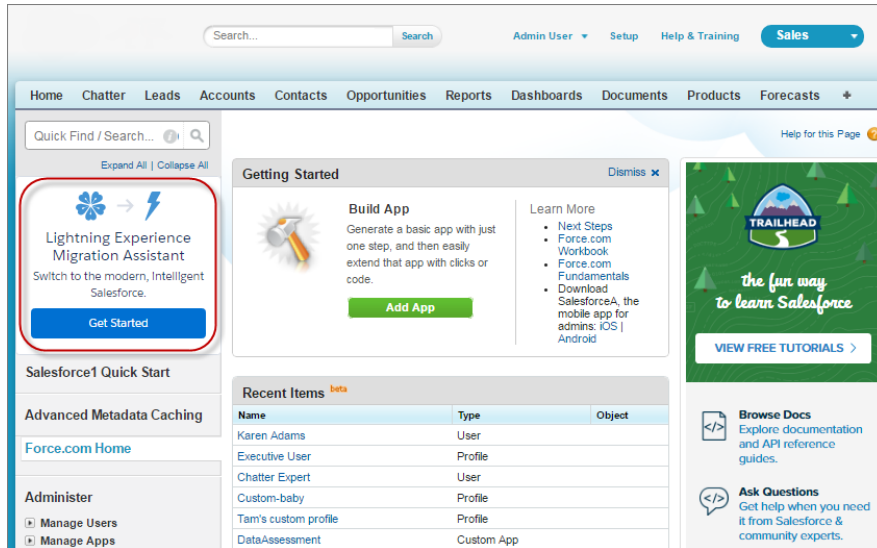 Search...
Search
Admin User
Setup
Help & Training
Sales
Home Chatter Leads Accounts Contacts Opportunities Reports Dashboards Documents Products Forecasts +
Quick Find / Search...
Expand All | Collapse All
Lightning Experience
Migration Assistant
Switch to the modern, Intelligent
Salesforce.
Get Started
Salesforce1 Quick Start
Advanced Metadata Caching
Force.com Home
Administer
Manage Users
Manage Apps
Help for this Page
Getting Started
Dismiss
Build App
Generate a basic app with just
one step, and then easily
extend that app with clicks or
code.
Add App
Learn More
Next Steps
Force.com
Workbook
Force.com
Fundamentals
Download
SalesforceA, the
mobile app for
admins: iOS |
Android
Recent Items beta
Name Type Object
Karen Adams User
Executive User Profile
Chatter Expert User
Custom-baby Profile
Tam's custom profile Profile
DataAssessment Custom App
TRAILHEAD
the fun way
to learn Salesforce
VIEW FREE TUTORIALS >
</>
Browse Docs
Explore documentation
and API reference
guides.
</>
Ask Questions
Get help when you need
it from Salesforce &
community experts.